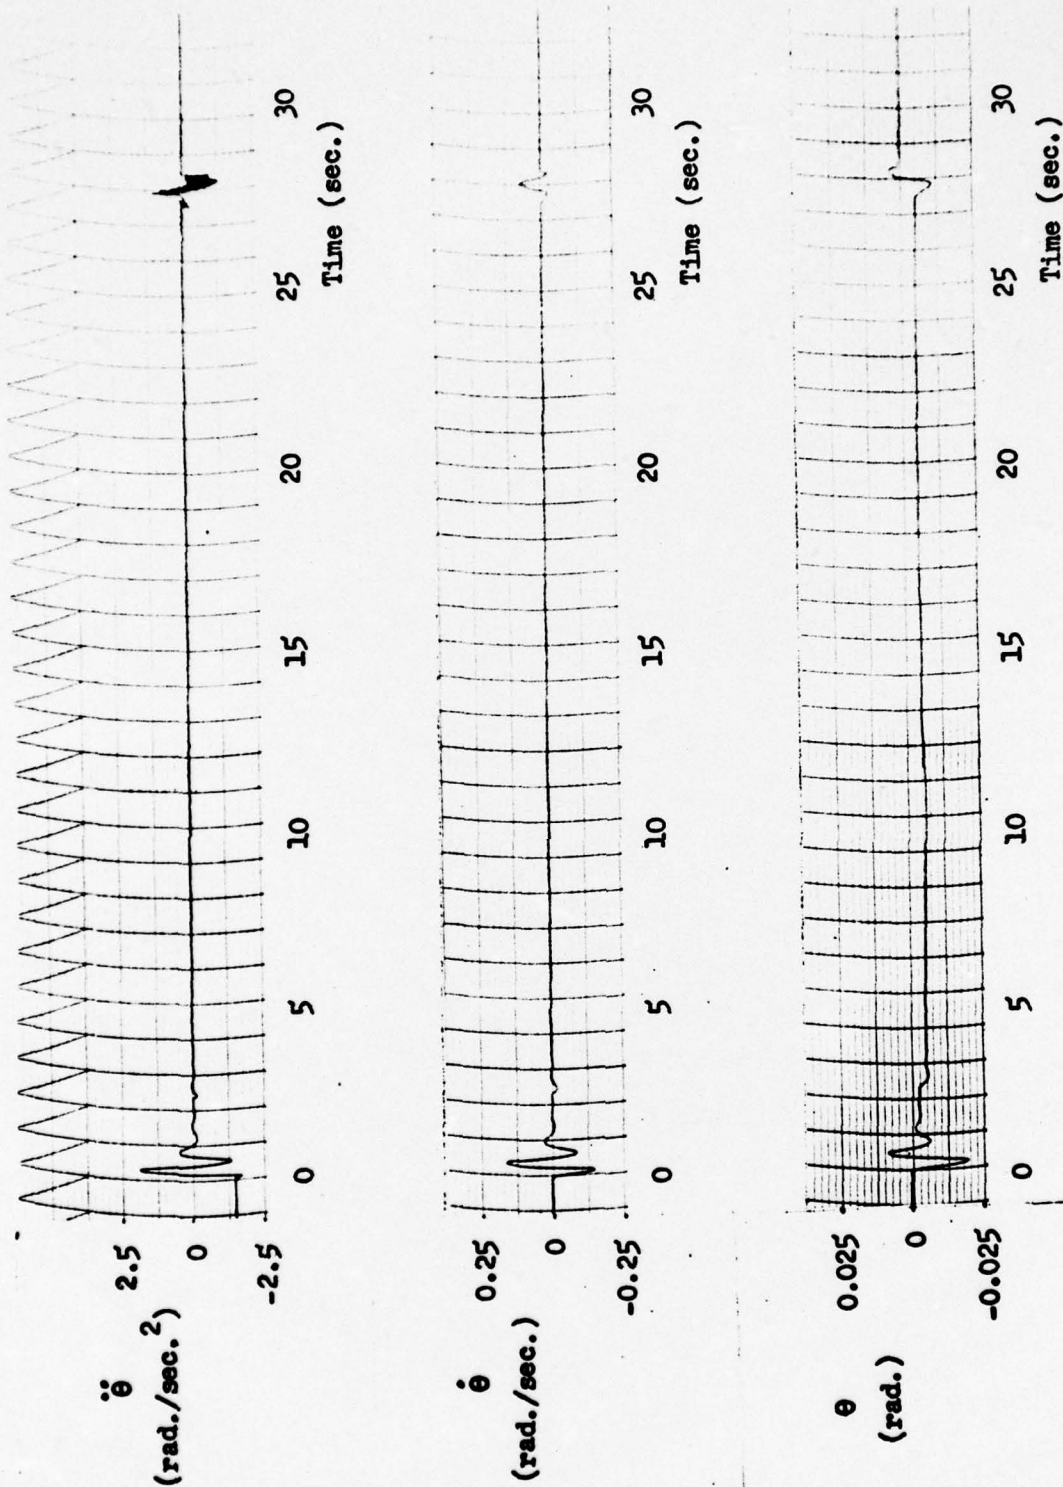 θ̈
(rad./sec.²)
2.5
0
-2.5
0 5 10 15 20 25 30
Time (sec.)
θ̇
(rad./sec.)
0.25
0
-0.25
0 5 10 15 20 25 30
Time (sec.)
θ
(rad.)
0.025
0
-0.025
0 5 10 15 20 25 30
Time (sec.)